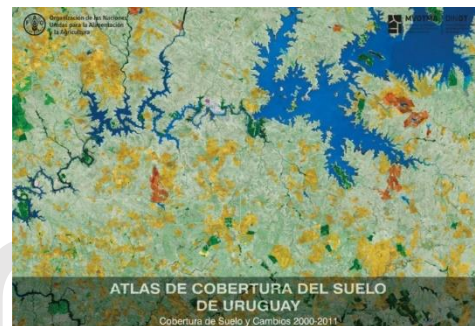 Organización de las Naciones
Unidas para la Alimentación
y la Agricultura
ATLAS DE COBERTURA DEL SUELO
DE URUGUAY
Cobertura de Suelo y Cambios 2000-2011